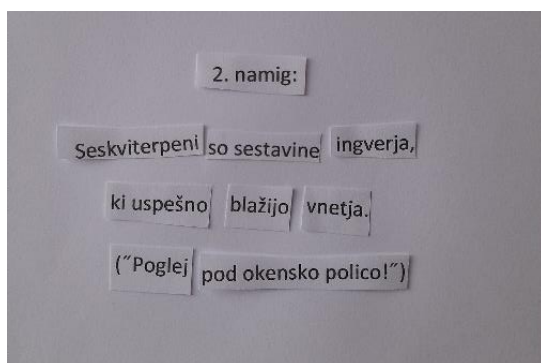 2. namig:
Seskviterpeni so sestavine ingverja,
ki uspešno blažijo vnetja.
(˝Poglej pod okensko polico!˝)